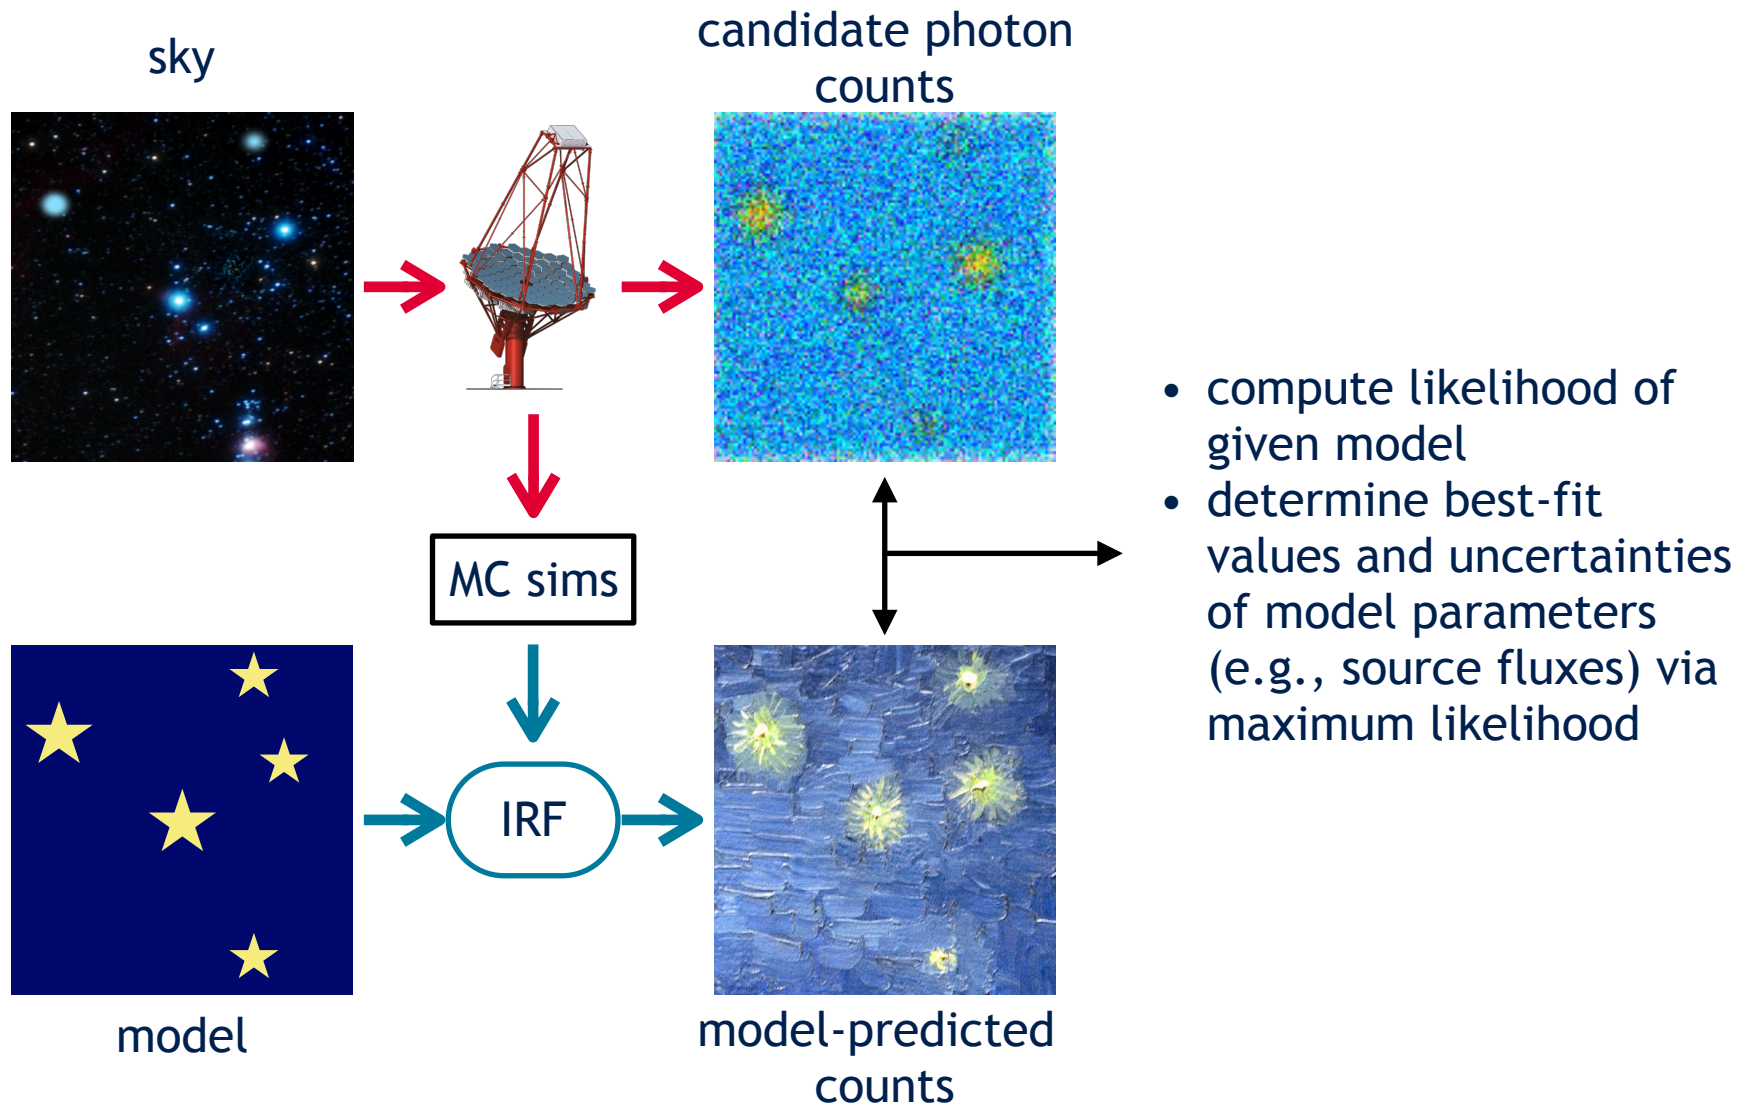 sky
candidate photon
counts
MC sims
IRF
model
model-predicted
counts
• compute likelihood of
given model
• determine best-fit
values and uncertainties
of model parameters
(e.g., source fluxes) via
maximum likelihood